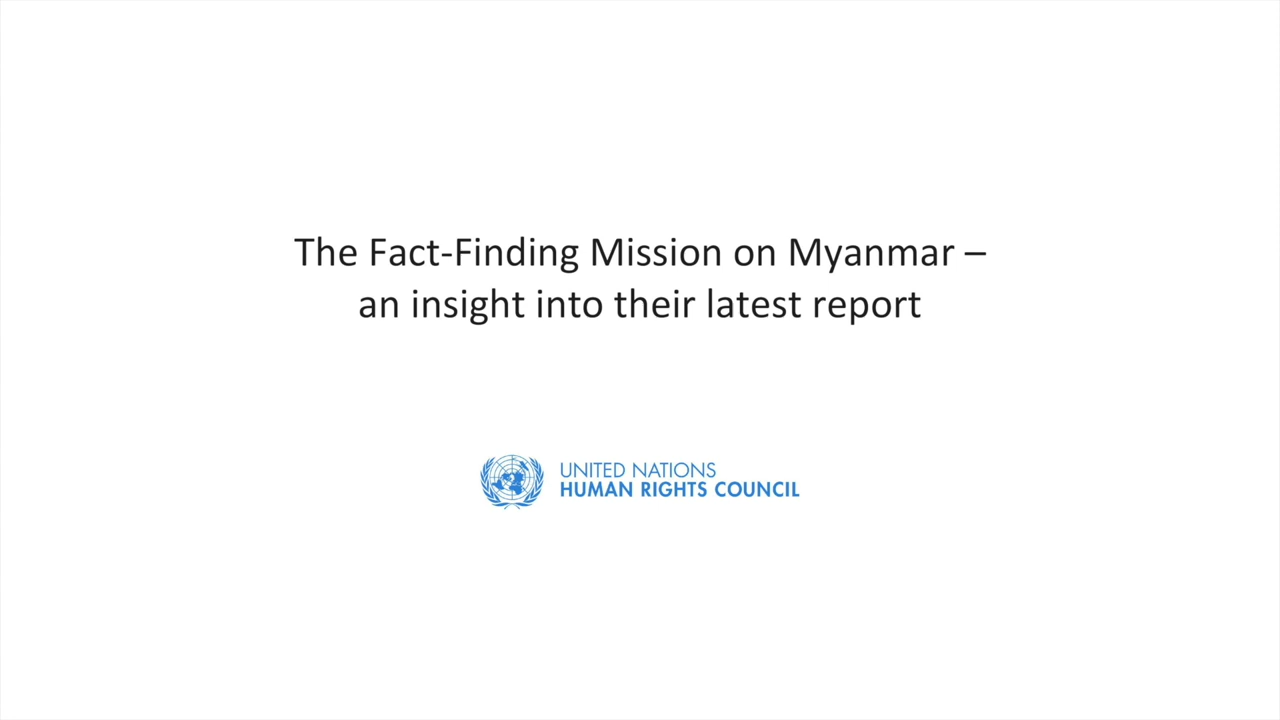 The Fact-Finding Mission on Myanmar –
an insight into their latest report
UNITED NATIONS
HUMAN RIGHTS COUNCIL